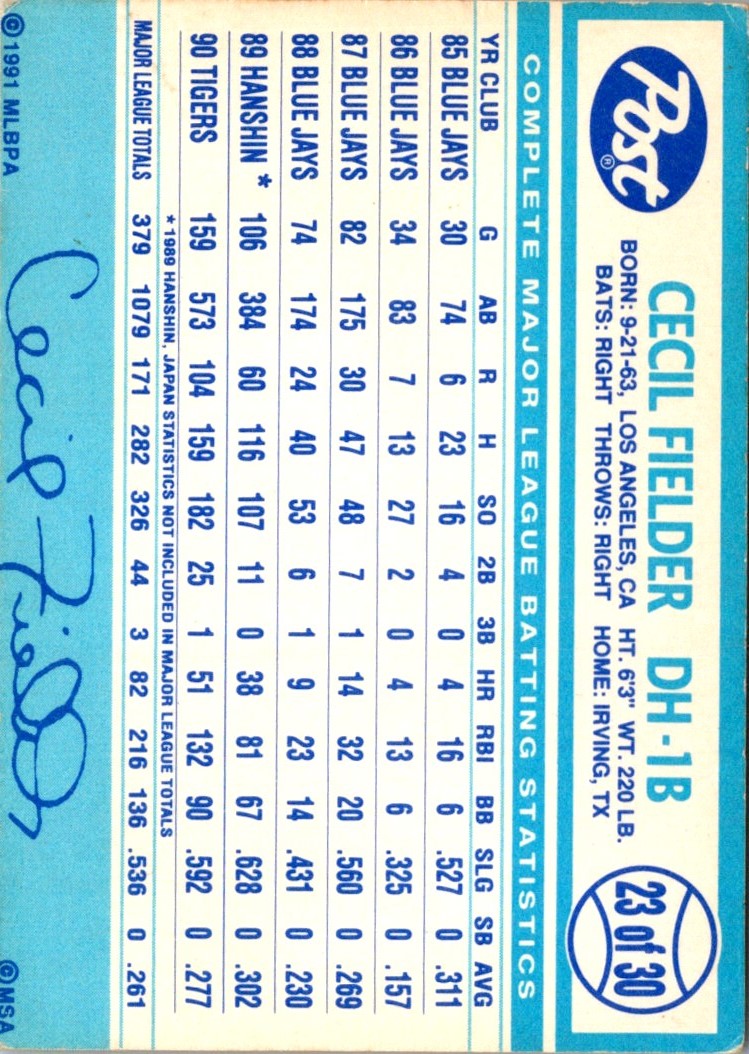 Post®
CECIL FIELDER DH-1B
BORN: 9-21-63, LOS ANGELES, CA HT. 6'3" WT. 220 LB.
BATS: RIGHT THROWS: RIGHT HOME: IRVING, TX
23 of 30
COMPLETE MAJOR LEAGUE BATTING STATISTICS
YR CLUB G AB R H SO 2B 3B HR RBI BB SLG SB AVG
85 BLUE JAYS 30 74 6 23 16 4 0 4 16 6 .527 0 .311
86 BLUE JAYS 34 83 7 13 27 2 0 4 13 6 .325 0 .157
87 BLUE JAYS 82 175 30 47 48 7 1 14 32 20 .560 0 .269
88 BLUE JAYS 74 174 24 40 53 6 1 9 23 14 .431 0 .230
89 HANSHIN * 106 384 60 116 107 11 0 38 81 67 .628 0 .302
90 TIGERS 159 573 104 159 182 25 1 51 132 90 .592 0 .277
* 1989 HANSHIN, JAPAN STATISTICS NOT INCLUDED IN MAJOR LEAGUE TOTALS
MAJOR LEAGUE TOTALS 379 1079 171 282 326 44 3 82 216 136 .536 0 .261
Cecil Fielder
©1991 MLBPA ©MSA